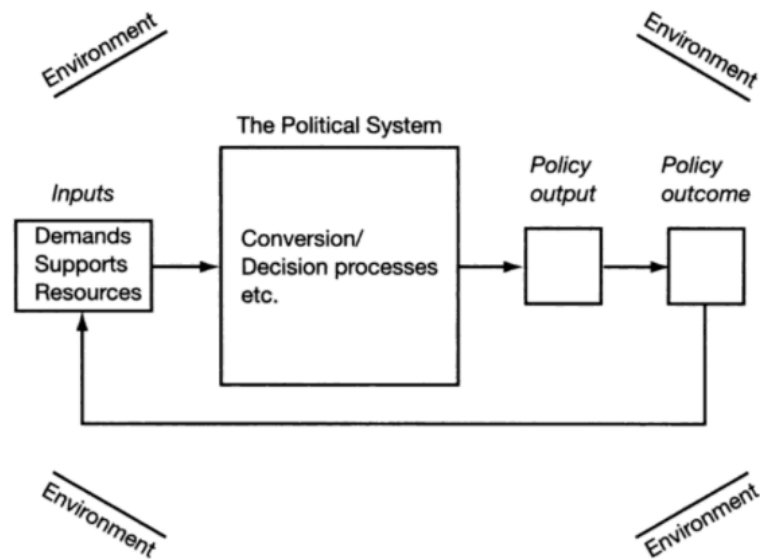 Environment
Environment
The Political System
Inputs
Policy
output
Policy
outcome
Demands
Supports
Resources
Conversion/
Decision processes
etc.
Environment
Environment